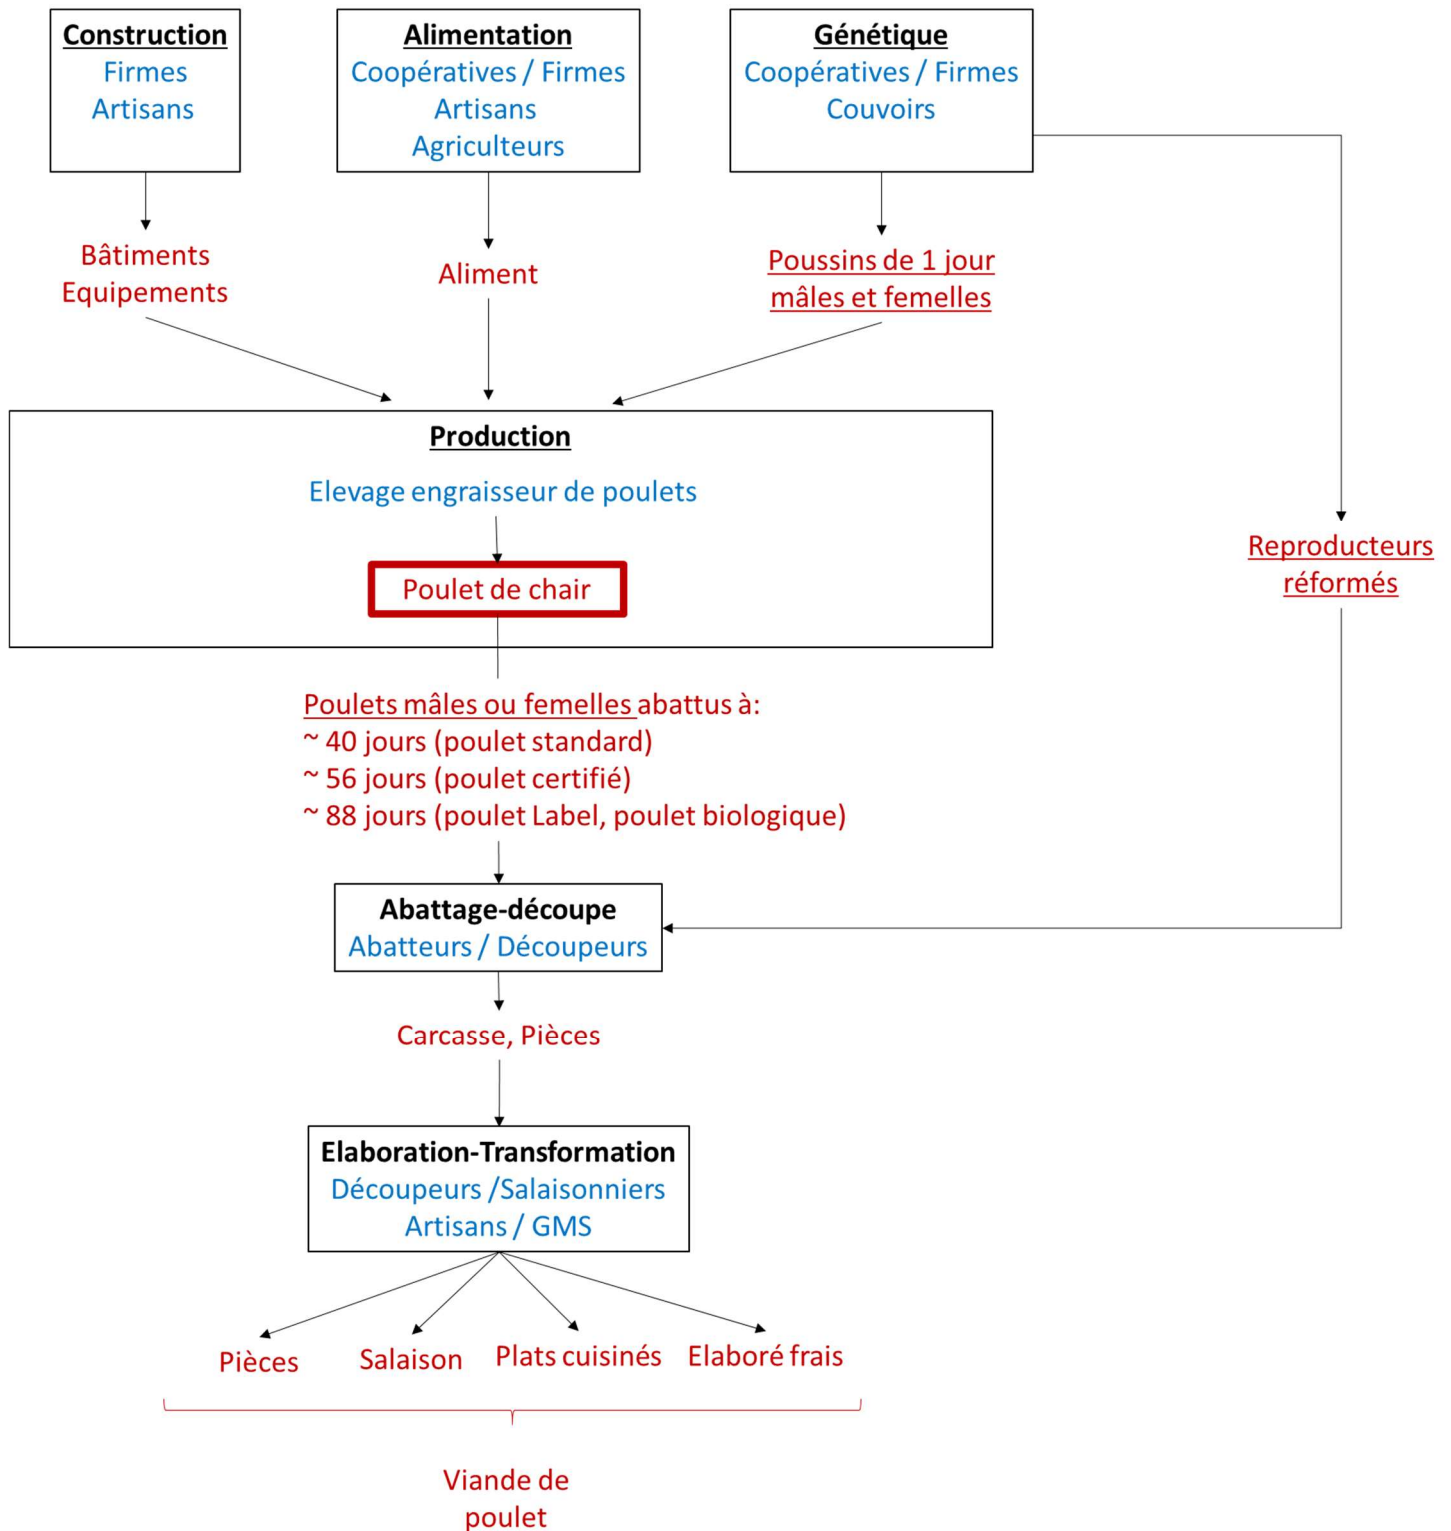 Construction
Firmes
Artisans
Alimentation
Coopératives / Firmes
Artisans
Agriculteurs
Génétique
Coopératives / Firmes
Couvoirs
Bâtiments
Equipements
Aliment
Poussins de 1 jour
mâles et femelles
Production
Elevage engraisseur de poulets
Poulet de chair
Reproducteurs
réformés
Poulets mâles ou femelles abattus à:
~ 40 jours (poulet standard)
~ 56 jours (poulet certifié)
~ 88 jours (poulet Label, poulet biologique)
Abattage-découpe
Abatteurs / Découpeurs
Carcasse, Pièces
Elaboration-Transformation
Découpeurs /Salaisonniers
Artisans / GMS
Pièces
Salaison
Plats cuisinés
Elaboré frais
Viande de
poulet